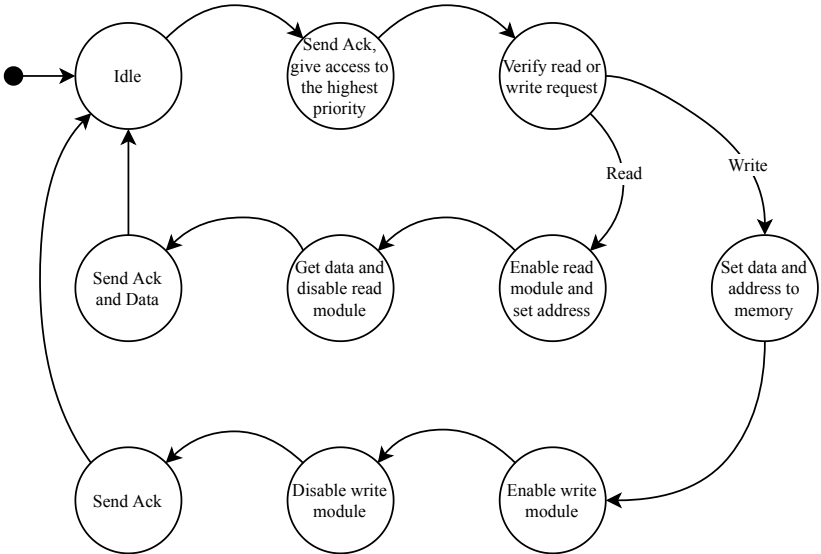 Idle
Send Ack,
give access to
the highest
priority
Verify read or
write request
Read
Write
Send Ack
and Data
Get data and
disable read
module
Enable read
module and
set address
Set data and
address to
memory
Send Ack
Disable write
module
Enable write
module